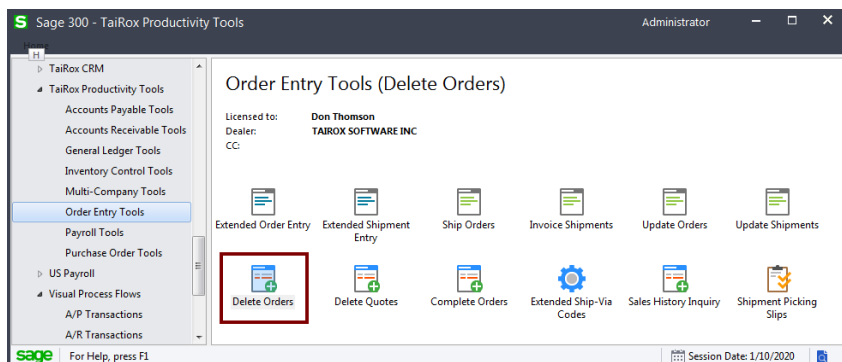 S Sage 300 - TaiRox Productivity Tools Administrator
Home
H
TaiRox CRM
TaiRox Productivity Tools
Accounts Payable Tools
Accounts Receivable Tools
General Ledger Tools
Inventory Control Tools
Multi-Company Tools
Order Entry Tools
Payroll Tools
Purchase Order Tools
US Payroll
Visual Process Flows
A/P Transactions
A/R Transactions
Order Entry Tools (Delete Orders)
Licensed to: Don Thomson
Dealer: TAIROX SOFTWARE INC
CC:
Extended Order Entry Extended Shipment Ship Orders Invoice Shipments Update Orders Update Shipments
Entry
Delete Orders Delete Quotes Complete Orders Extended Ship-Via Sales History Inquiry Shipment Picking
Codes Slips
sage For Help, press F1 Session Date: 1/10/2020